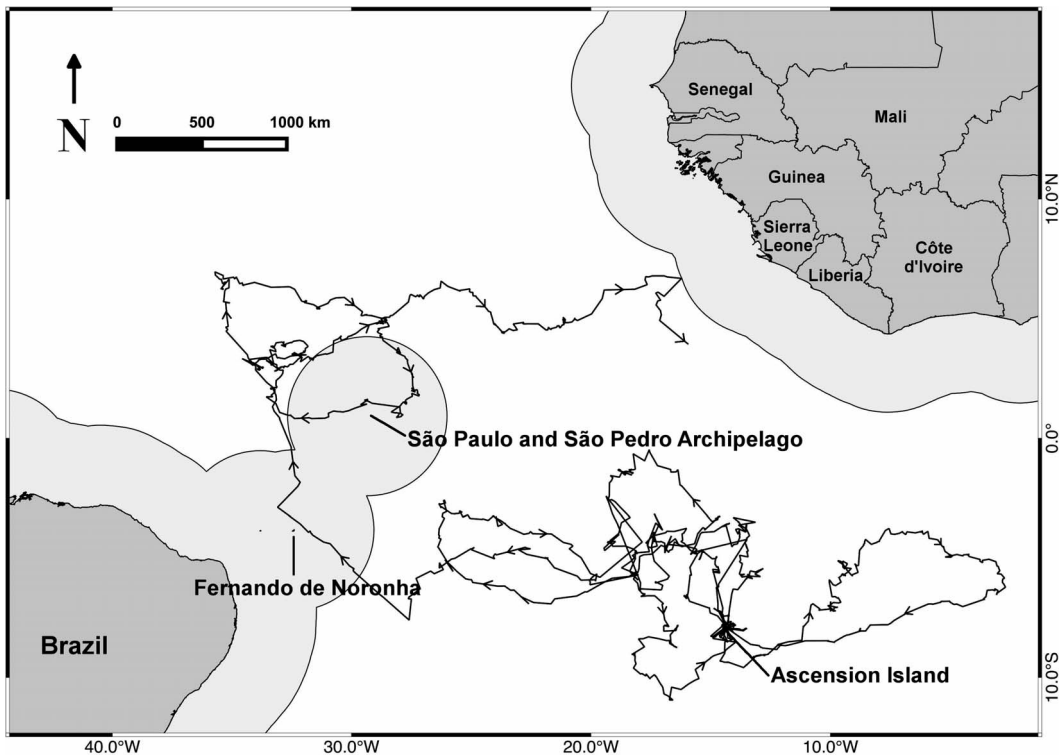 N
0 500 1000 km
Senegal
Mali
Guinea
Sierra
Leone
Liberia
Côte
d'Ivoire
10.0°N
São Paulo and São Pedro Archipelago
0.0°
Fernando de Noronha
Brazil
Ascension Island
10.0°S
40.0°W 30.0°W 20.0°W 10.0°W